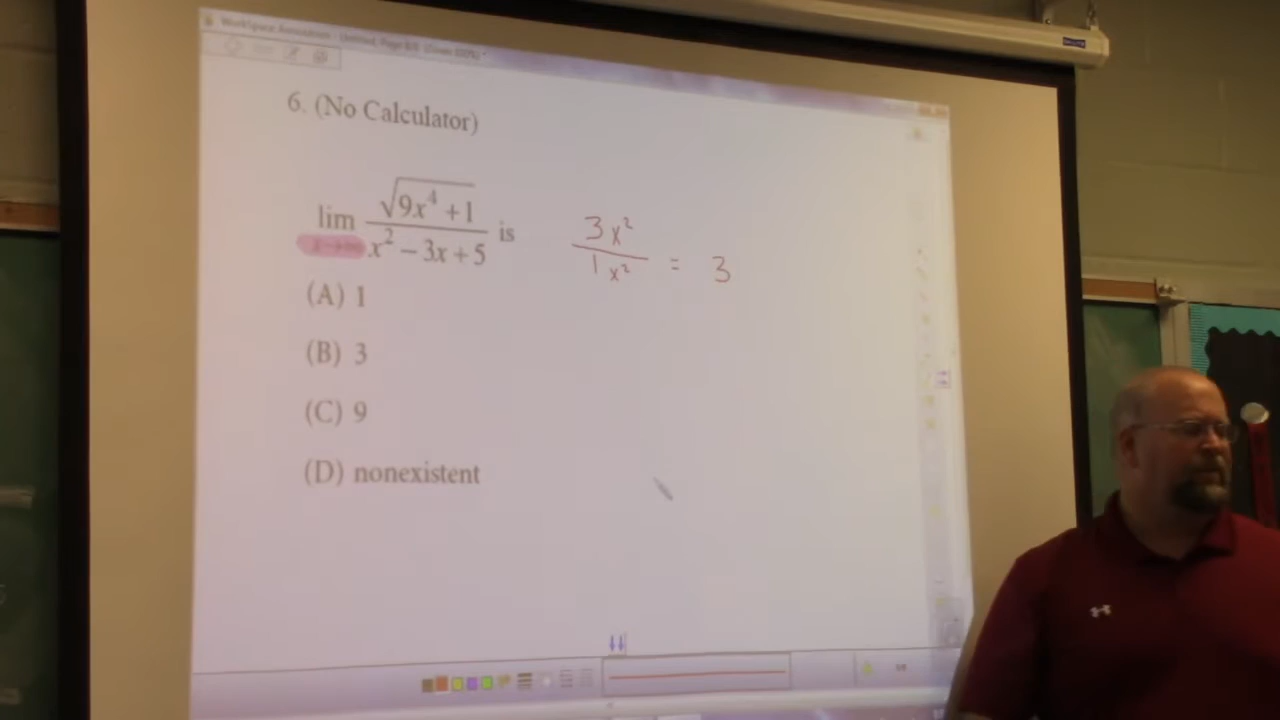 6. (No Calculator)
lim √(9x⁴ + 1) / (x² − 3x + 5) is
3x² / 1x² = 3
(A) 1
(B) 3
(C) 9
(D) nonexistent